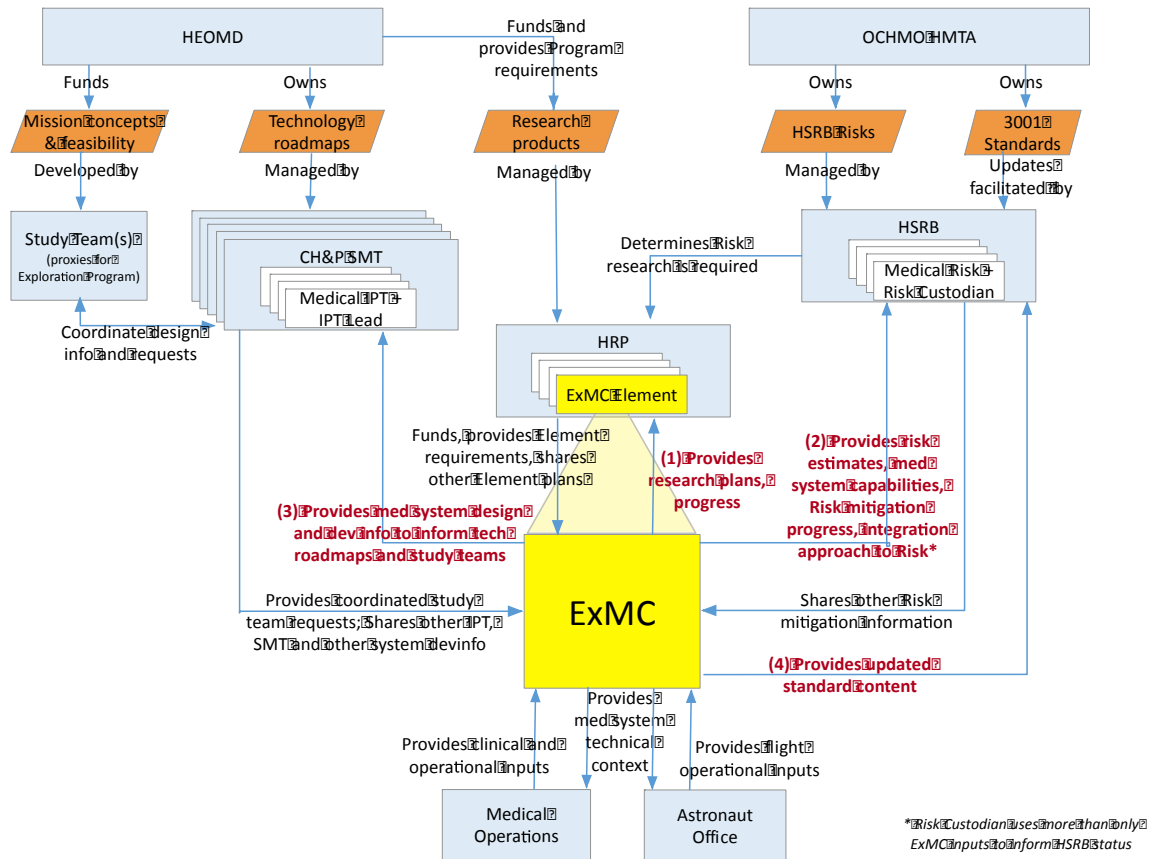 HEOMD
Funds and
provides Program
requirements
OCHMO HMTA
Funds
Owns
Owns
Owns
Mission concepts
& feasibility
Technology
roadmaps
Research
products
HSRB Risks
3001
Standards
Developed by
Managed by
Managed by
Managed by
Updates
facilitated by
Study Team(s)
(proxies for
Exploration Program)
CH&P SMT
Medical IPT +
IPT Lead
Determines Risk
research is required
HSRB
Medical Risk +
Risk Custodian
Coordinate design
info and requests
HRP
ExMC Element
Funds, provides Element
requirements, shares
other Element plans
(1) Provides
research plans,
progress
(2) Provides risk
estimates, med
system capabilities,
Risk mitigation
progress, integration
approach to Risk*
(3) Provides med system design
and dev info to inform tech
roadmaps and study teams
ExMC
Provides coordinated study
team requests; Shares other IPT,
SMT and other system devinfo
Shares other Risk
mitigation information
(4) Provides updated
standard content
Provides clinical and
operational inputs
Provides
med system
technical
context
Provides flight
operational inputs
Medical
Operations
Astronaut
Office
* Risk Custodian uses more than only
ExMC inputs to inform HSRB status